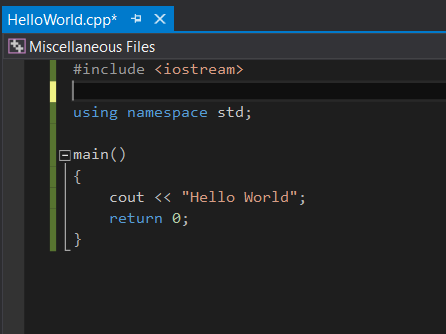 HelloWorld.cpp*
Miscellaneous Files
#include <iostream>
using namespace std;
main()
{
cout << "Hello World";
return 0;
}